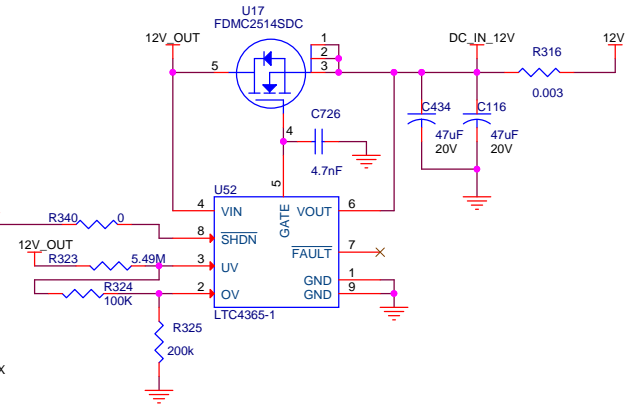 U17
FDMC2514SDC
12V_OUT
DC_IN_12V
12V
R316
0.003
1
2
3
5
4
C726
4.7nF
C434
47uF
20V
C116
47uF
20V
5
U52
4
VIN
GATE
VOUT
6
R340
0
8
SHDN
FAULT
7
12V_OUT
R323
5.49M
3
UV
GND
1
R324
100K
2
OV
GND
9
LTC4365-1
R325
200k
X